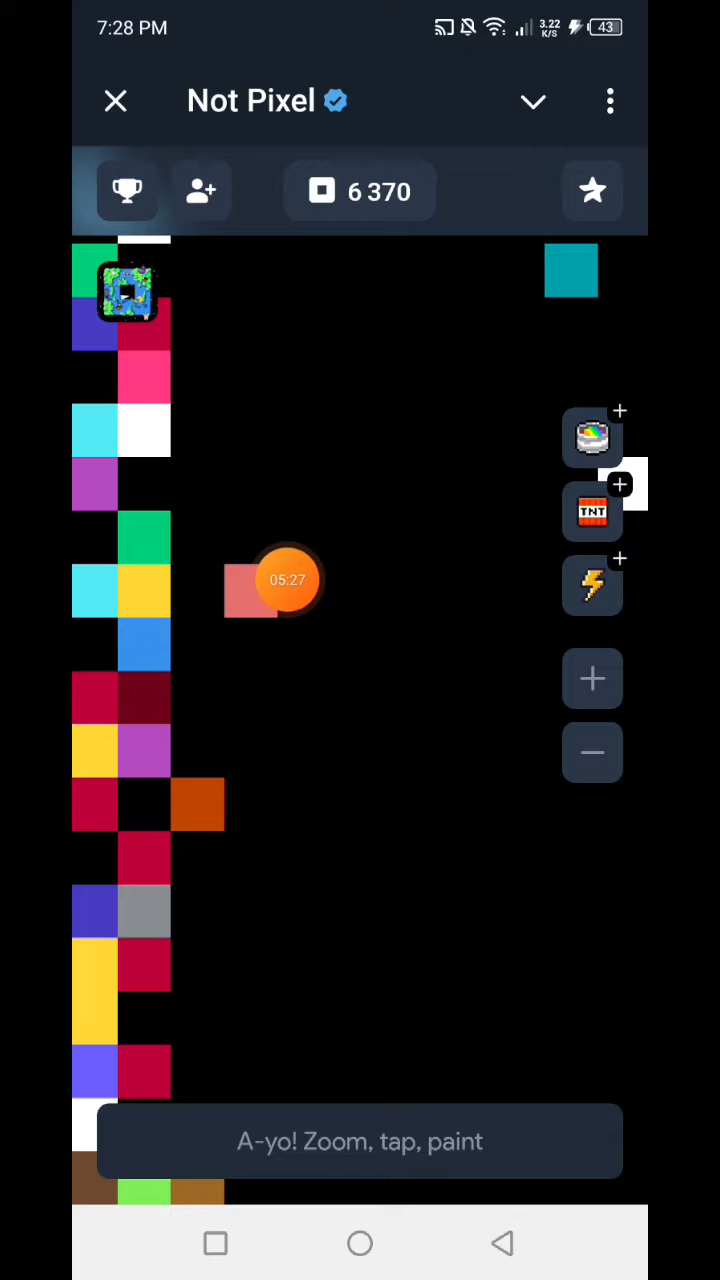 7:28 PM
3.22
K/S
43
Not Pixel
6 370
TNT
05:27
A-yo! Zoom, tap, paint